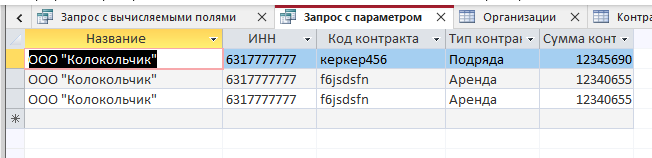 Запрос с вычисляемыми полями Запрос с параметром Организации Контра
Название ИНН Код контракта Тип контрак Сумма конт
ООО "Колокольчик" 6317777777 керкер456 Подряда 12345690
ООО "Колокольчик" 6317777777 f6jsdsfn Аренда 12340655
ООО "Колокольчик" 6317777777 f6jsdsfn Аренда 12340655